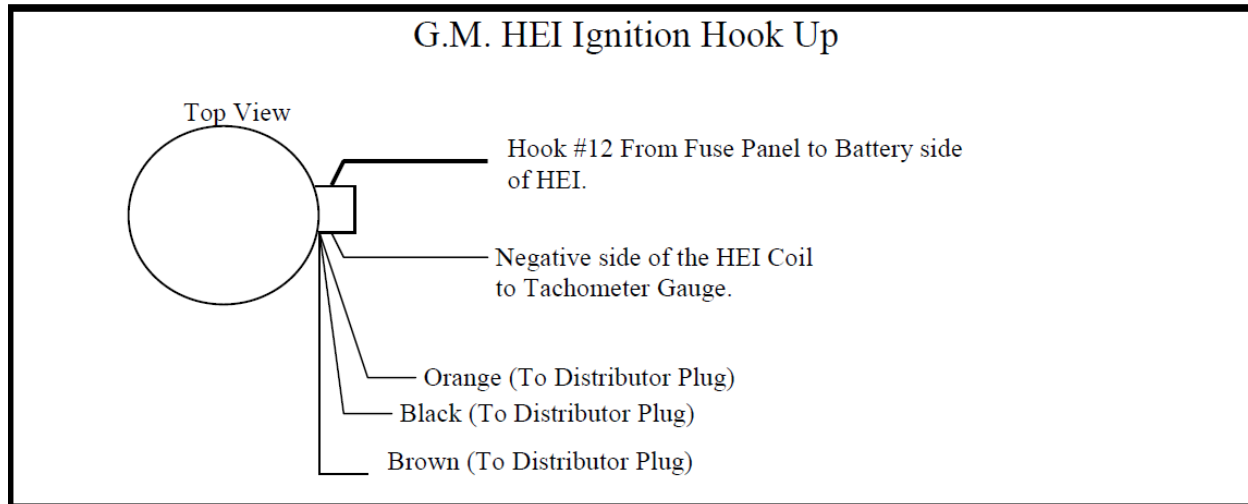 G.M. HEI Ignition Hook Up
Top View
Hook #12 From Fuse Panel to Battery side
of HEI.
Negative side of the HEI Coil
to Tachometer Gauge.
Orange (To Distributor Plug)
Black (To Distributor Plug)
Brown (To Distributor Plug)